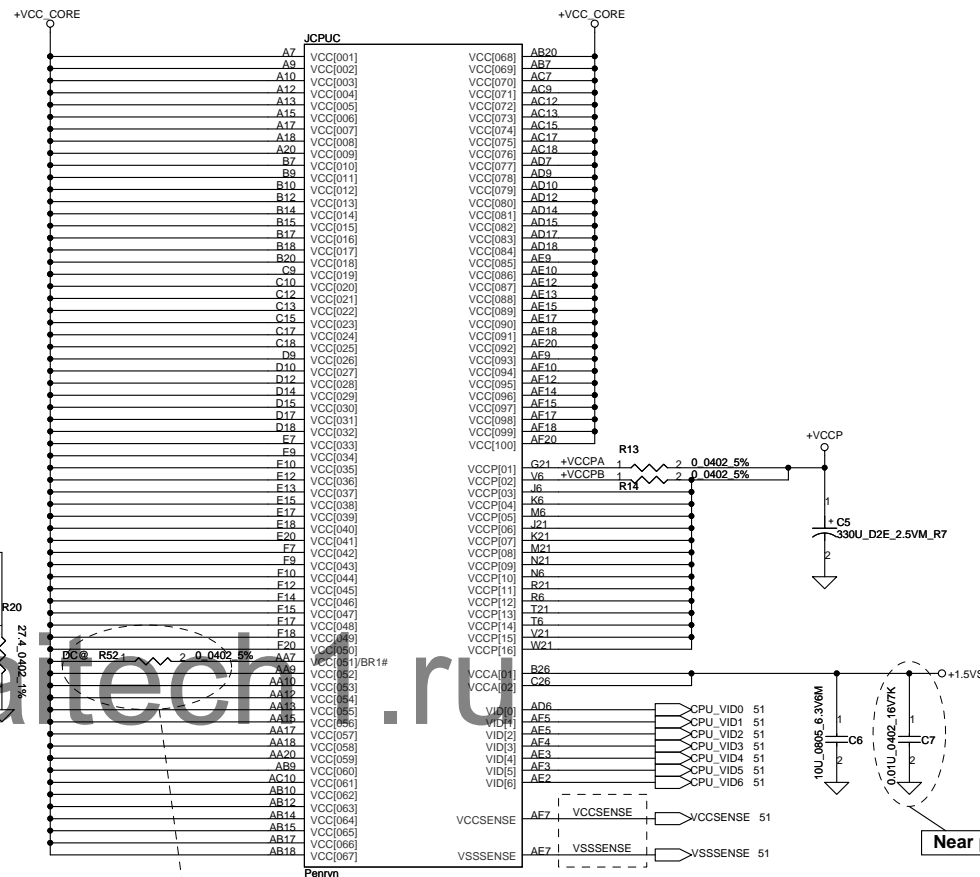 +VCC_CORE +VCC_CORE
JCPUC
A7 VCC[001] VCC[068] AB20
A9 VCC[002] VCC[069] AB7
A10 VCC[003] VCC[070] AC7
A12 VCC[004] VCC[071] AC9
A13 VCC[005] VCC[072] AC12
A15 VCC[006] VCC[073] AC13
A17 VCC[007] VCC[074] AC15
A18 VCC[008] VCC[075] AC17
A20 VCC[009] VCC[076] AC18
B7 VCC[010] VCC[077] AD7
B9 VCC[011] VCC[078] AD9
B10 VCC[012] VCC[079] AD10
B12 VCC[013] VCC[080] AD12
B14 VCC[014] VCC[081] AD14
B15 VCC[015] VCC[082] AD15
B17 VCC[016] VCC[083] AD17
B18 VCC[017] VCC[084] AD18
B20 VCC[018] VCC[085] AE9
C9 VCC[019] VCC[086] AE10
C10 VCC[020] VCC[087] AE12
C12 VCC[021] VCC[088] AE13
C13 VCC[022] VCC[089] AE15
C15 VCC[023] VCC[090] AE17
C17 VCC[024] VCC[091] AE18
C18 VCC[025] VCC[092] AE20
D9 VCC[026] VCC[093] AF9
D10 VCC[027] VCC[094] AF10
D12 VCC[028] VCC[095] AF12
D14 VCC[029] VCC[096] AF14
D15 VCC[030] VCC[097] AF15
D17 VCC[031] VCC[098] AF17
D18 VCC[032] VCC[099] AF18
E7 VCC[033] VCC[100] AF20
E9 VCC[034]
E10 VCC[035] VCCP[01] G21 +VCCPA R13 1 2 0_0402_5% +VCCP
E12 VCC[036] VCCP[02] V6 +VCCPB R14 1 2 0_0402_5%
E13 VCC[037] VCCP[03] J6
E15 VCC[038] VCCP[04] K6
E17 VCC[039] VCCP[05] M6
E18 VCC[040] VCCP[06] J21
E20 VCC[041] VCCP[07] K21
F7 VCC[042] VCCP[08] M21
F9 VCC[043] VCCP[09] N21
F10 VCC[044] VCCP[10] N6
F12 VCC[045] VCCP[11] R21
F14 VCC[046] VCCP[12] R6
F15 VCC[047] VCCP[13] T21
F17 VCC[048] VCCP[14] T6
F18 VCC[049] VCCP[15] V21
F20 VCC[050] VCCP[16] W21
1
+ C5
330U_D2E_2.5VM_R7
2
R20
27.4_0402_1%
DC@ R52 1 2 0_0402_5% AA7 VCC[051]/BR1#
AA9 VCC[052] VCCA[01] B26 +1.5VS
AA10 VCC[053] VCCA[02] C26
AA12 VCC[054]
AA13 VCC[055] VID[0] AD6 CPU_VID0 51
AA15 VCC[056] VID[1] AF5 CPU_VID1 51
AA17 VCC[057] VID[2] AE5 CPU_VID2 51
AA18 VCC[058] VID[3] AF4 CPU_VID3 51
AA20 VCC[059] VID[4] AE3 CPU_VID4 51
AB9 VCC[060] VID[5] AF3 CPU_VID5 51
AC10 VCC[061] VID[6] AE2 CPU_VID6 51
AB10 VCC[062]
AB12 VCC[063]
AB14 VCC[064] VCCSENSE AF7 VCCSENSE VCCSENSE 51
AB15 VCC[065]
AB17 VCC[066]
AB18 VCC[067] VSSSENSE AE7 VSSSENSE VSSSENSE 51
Penryn
10U_0805_6.3V6M
1
C6
2
0.01U_0402_16V7K
1
C7
2
Near
aitech1.ru